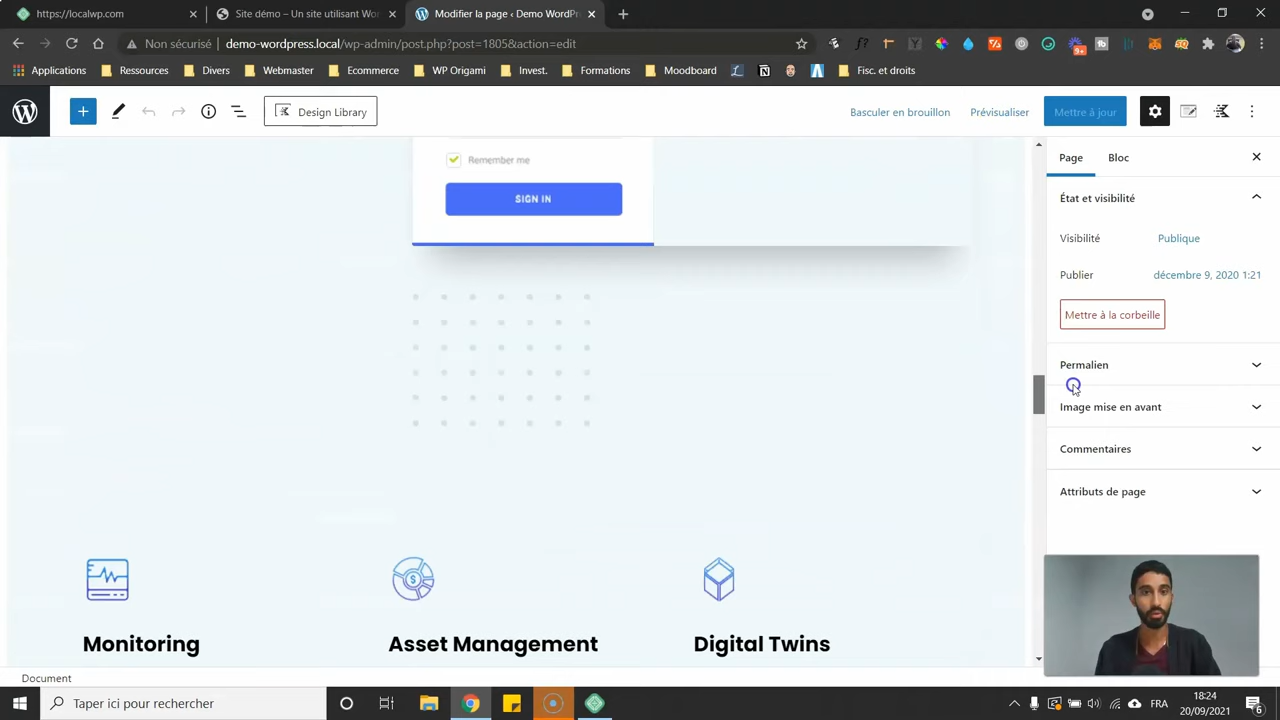 https://localwp.com
Site démo – Un site utilisant Wo
Modifier la page ‹ Demo WordPr
Non sécurisé
demo-wordpress.local/wp-admin/post.php?post=1805&action=edit
Applications
Ressources
Divers
Webmaster
Ecommerce
WP Origami
Invest.
Formations
Moodboard
Fisc. et droits
9+
Design Library
Basculer en brouillon
Prévisualiser
Mettre à jour
Remember me
SIGN IN
Page
Bloc
État et visibilité
Visibilité
Publique
Publier
décembre 9, 2020 1:21
Mettre à la corbeille
Permalien
Image mise en avant
Commentaires
Attributs de page
Monitoring
Asset Management
Digital Twins
Document
Taper ici pour rechercher
FRA
18:24
20/09/2021
6